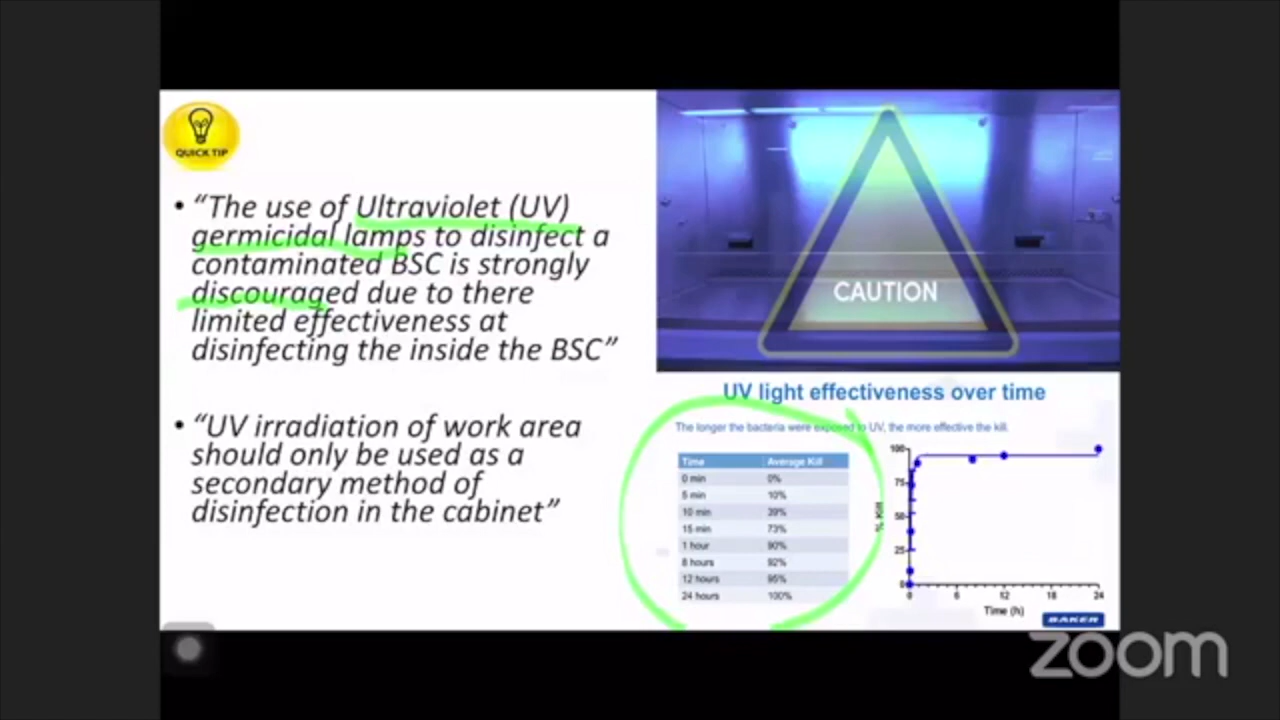 QUICK TIP
• “The use of Ultraviolet (UV)
germicidal lamps to disinfect a
contaminated BSC is strongly
discouraged due to there
limited effectiveness at
disinfecting the inside the BSC”
• “UV irradiation of work area
should only be used as a
secondary method of
disinfection in the cabinet”
CAUTION
UV light effectiveness over time
The longer the bacteria were exposed to UV, the more effective the kill.
Time Average Kill
0 min 0%
5 min 10%
10 min 39%
15 min 73%
1 hour 90%
8 hours 92%
12 hours 95%
24 hours 100%
% Kill
100
75
50
25
0
0 6 12 18 24
Time (h)
BAKER
zoom